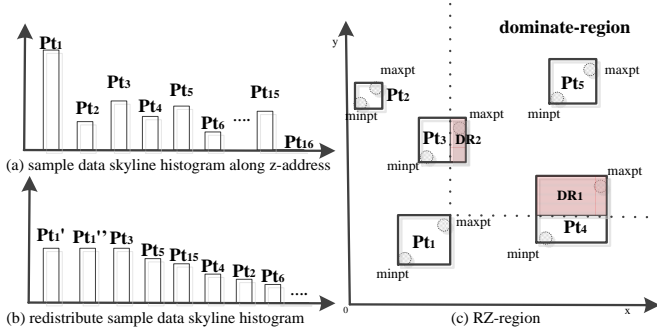 Pt1
Pt2
Pt3
Pt4
Pt5
Pt6
....
Pt15
Pt16
(a) sample data skyline histogram along z-address
Pt1'
Pt1''
Pt3
Pt5
Pt15
Pt4
Pt2
Pt6
....
(b) redistribute sample data skyline histogram
y
dominate-region
maxpt
Pt2
minpt
maxpt
Pt5
minpt
maxpt
Pt3
DR2
minpt
maxpt
DR1
Pt4
minpt
Pt1
maxpt
minpt
0
x
(c) RZ-region